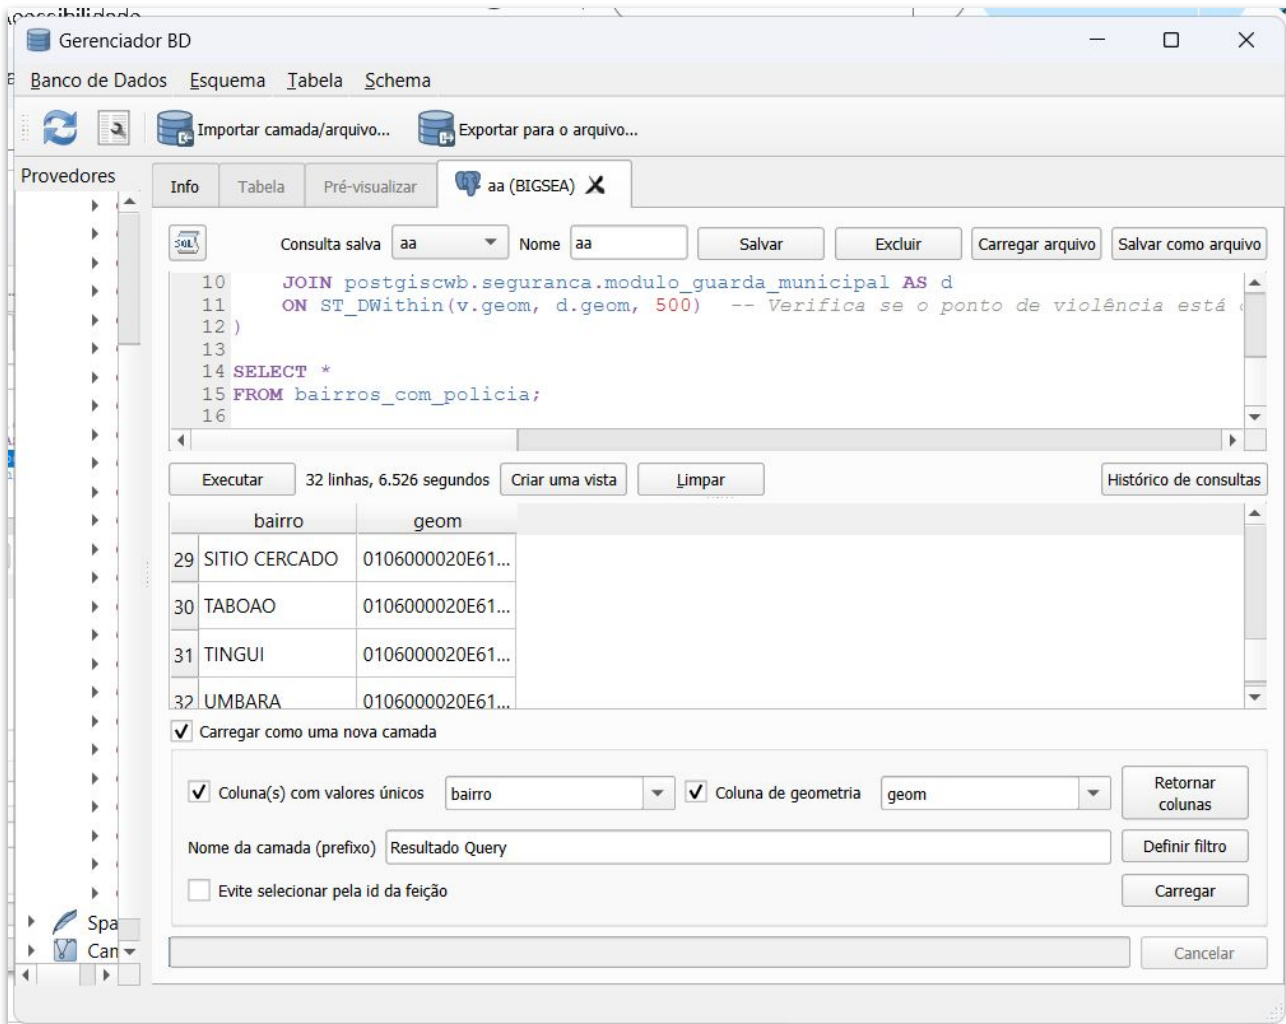 Acessibilidade
Gerenciador BD
Banco de Dados Esquema Tabela Schema
Importar camada/arquivo... Exportar para o arquivo...
Provedores
Info Tabela Pré-visualizar aa (BIGSEA)
SQL Consulta salva aa Nome aa Salvar Excluir Carregar arquivo Salvar como arquivo
10 JOIN postgiscwb.seguranca.modulo_guarda_municipal AS d
11 ON ST_DWithin(v.geom, d.geom, 500) -- Verifica se o ponto de violência está
12 )
13
14 SELECT *
15 FROM bairros_com_policia;
16
Executar 32 linhas, 6.526 segundos Criar uma vista Limpar Histórico de consultas
bairro geom
29 SITIO CERCADO 0106000020E61...
30 TABOAO 0106000020E61...
31 TINGUI 0106000020E61...
32 UMBARA 0106000020E61...
Carregar como uma nova camada
Coluna(s) com valores únicos bairro Coluna de geometria geom Retornar colunas
Nome da camada (prefixo) Resultado Query Definir filtro
Evite selecionar pela id da feição Carregar
Spa
Can
Cancelar